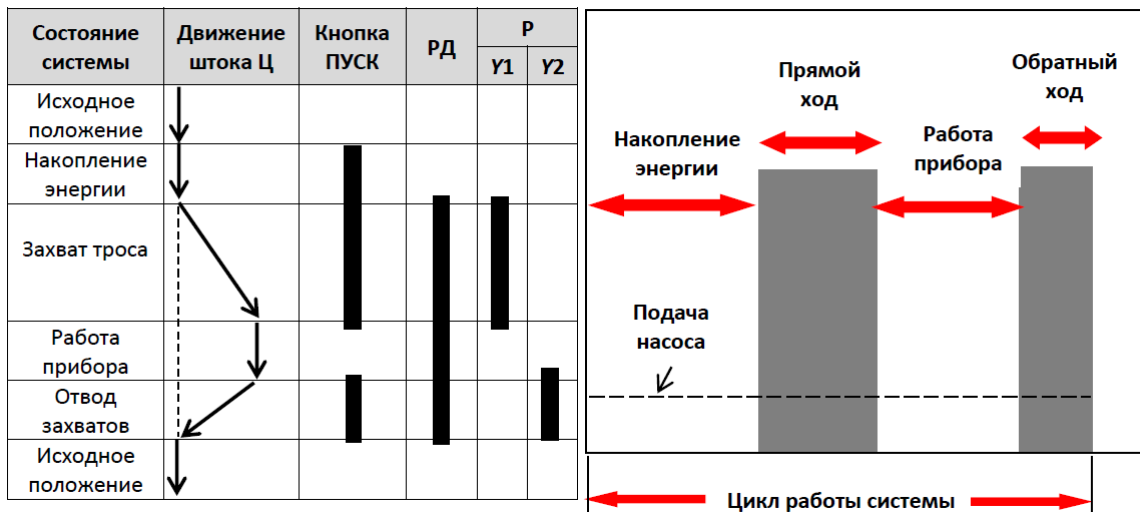 Состояние
системы
Движение
штока Ц
Кнопка
ПУСК
РД
Р
Y1
Y2
Исходное
положение
Накопление
энергии
Захват троса
Работа
прибора
Отвод
захватов
Исходное
положение
Прямой
ход
Обратный
ход
Накопление
энергии
Работа
прибора
Подача
насоса
Цикл работы системы